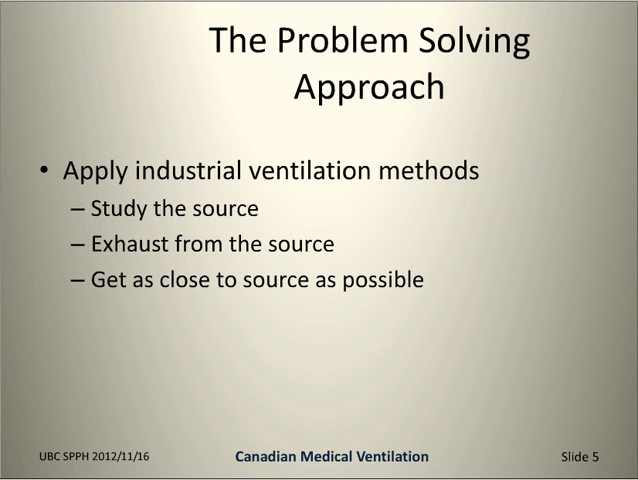 The Problem Solving
Approach
• Apply industrial ventilation methods
– Study the source
– Exhaust from the source
– Get as close to source as possible
UBC SPPH 2012/11/16 Canadian Medical Ventilation Slide 5